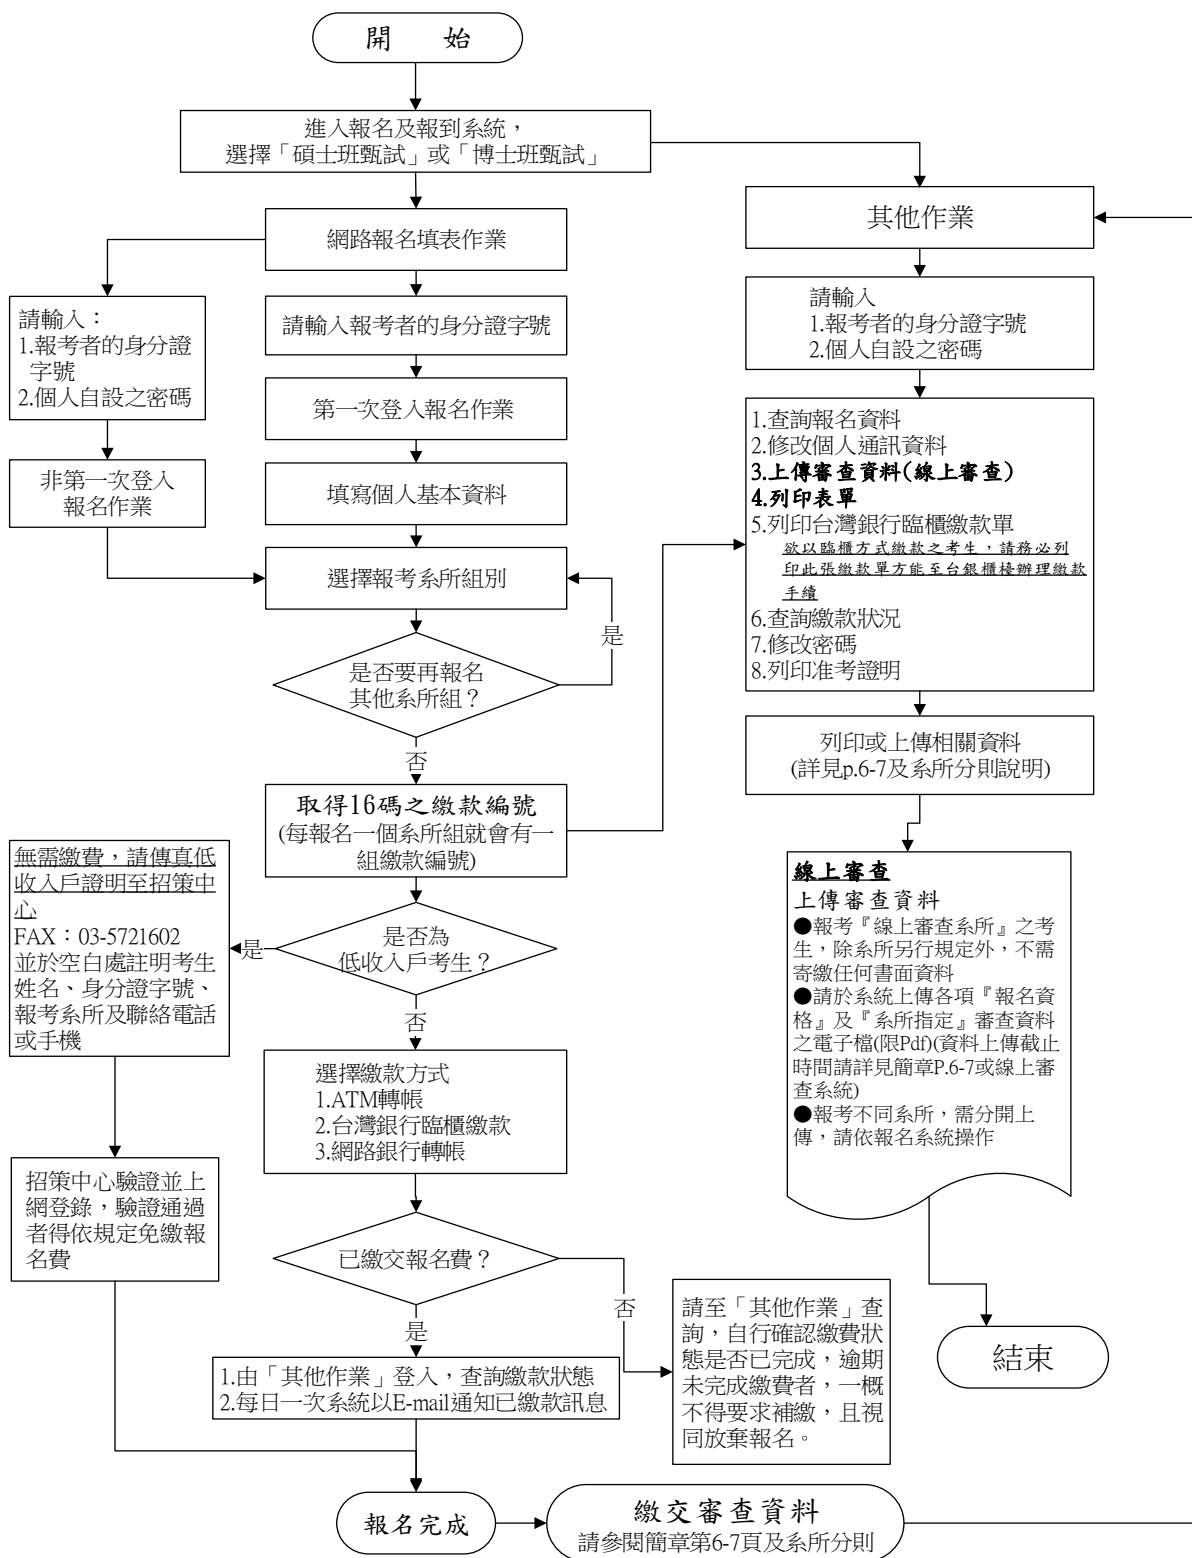 開　始
進入報名及報到系統，
選擇「碩士班甄試」或「博士班甄試」
網路報名填表作業
其他作業
請輸入：
1.報考者的身分證
字號
2.個人自設之密碼
請輸入報考者的身分證字號
請輸入
1.報考者的身分證字號
2.個人自設之密碼
第一次登入報名作業
非第一次登入
報名作業
填寫個人基本資料
選擇報考系所組別
1.查詢報名資料
2.修改個人通訊資料
3.上傳審查資料(線上審查)
4.列印表單
5.列印台灣銀行臨櫃繳款單
欲以臨櫃方式繳款之考生，請務必列
印此張繳款單方能至台銀櫃檯辦理繳款
手續
6.查詢繳款狀況
7.修改密碼
8.列印准考證明
是
是否要再報名
其他系所組？
否
列印或上傳相關資料
(詳見p.6-7及系所分則說明)
取得16碼之繳款編號
(每報名一個系所組就會有一
組繳款編號)
無需繳費，請傳真低
收入戶證明至招策中
心
FAX：03-5721602
並於空白處註明考生
姓名、身分證字號、
報考系所及聯絡電話
或手機
是
是否為
低收入戶考生？
否
線上審查
上傳審查資料
●報考『線上審查系所』之考
生，除系所另行規定外，不需
寄繳任何書面資料
●請於系統上傳各項『報名資
格』及『系所指定』審查資料
之電子檔(限Pdf)(資料上傳截止
時間請詳見簡章P.6-7或線上審
查系統)
●報考不同系所，需分開上
傳，請依報名系統操作
選擇繳款方式
1.ATM轉帳
2.台灣銀行臨櫃繳款
3.網路銀行轉帳
招策中心驗證並上
網登錄，驗證通過
者得依規定免繳報
名費
已繳交報名費？
否
是
請至「其他作業」查
詢，自行確認繳費狀
態是否已完成，逾期
未完成繳費者，一概
不得要求補繳，且視
同放棄報名。
結束
1.由「其他作業」登入，查詢繳款狀態
2.每日一次系統以E-mail通知已繳款訊息
報名完成
繳交審查資料
請參閱簡章第6-7頁及系所分則